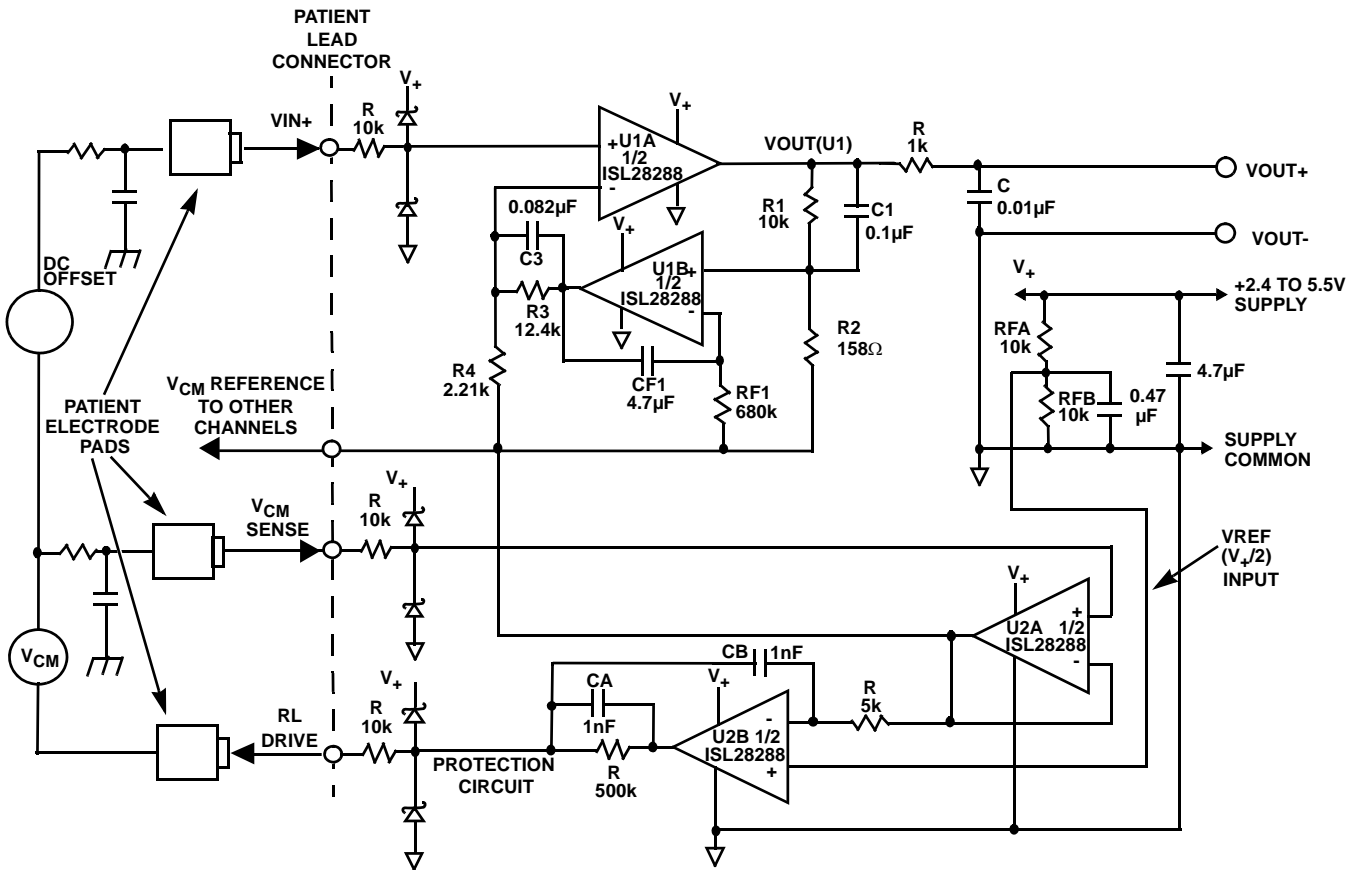 PATIENT
LEAD
CONNECTOR
VIN+
R
10k
V+
V+
+U1A
1/2
ISL28288
-
VOUT(U1)
R
1k
VOUT+
C
0.01µF
VOUT-
R1
10k
C1
0.1µF
0.082µF
C3
V+
U1B+
1/2
ISL28288
-
R3
12.4k
R2
158Ω
CF1
4.7µF
RF1
680k
R4
2.21k
DC
OFFSET
V+
+2.4 TO 5.5V
SUPPLY
RFA
10k
RFB
10k
0.47
µF
4.7µF
SUPPLY
COMMON
PATIENT
ELECTRODE
PADS
VCM REFERENCE
TO OTHER
CHANNELS
VCM
SENSE
R
10k
V+
VREF
(V+/2)
INPUT
V+
+
U2A 1/2
ISL28288
-
VCM
RL
DRIVE
R
10k
V+
PROTECTION
CIRCUIT
CB
1nF
CA
1nF
R
500k
V+
-
U2B 1/2
ISL28288
+
R
5k